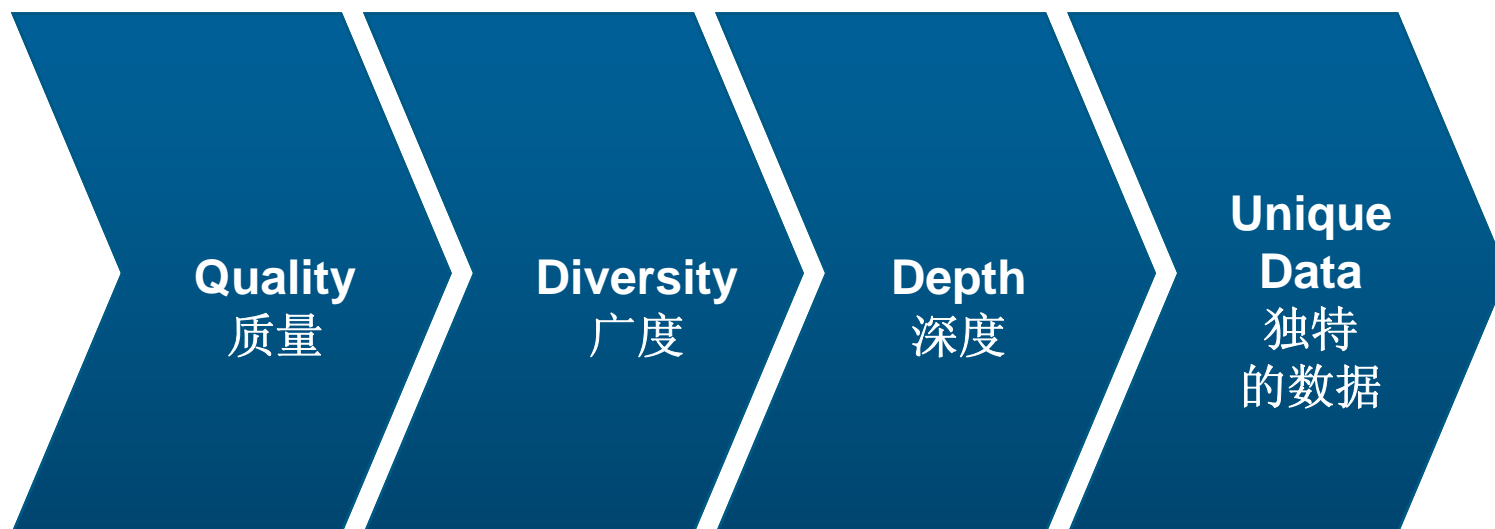 Quality
质量
Diversity
广度
Depth
深度
Unique
Data
独特
的数据